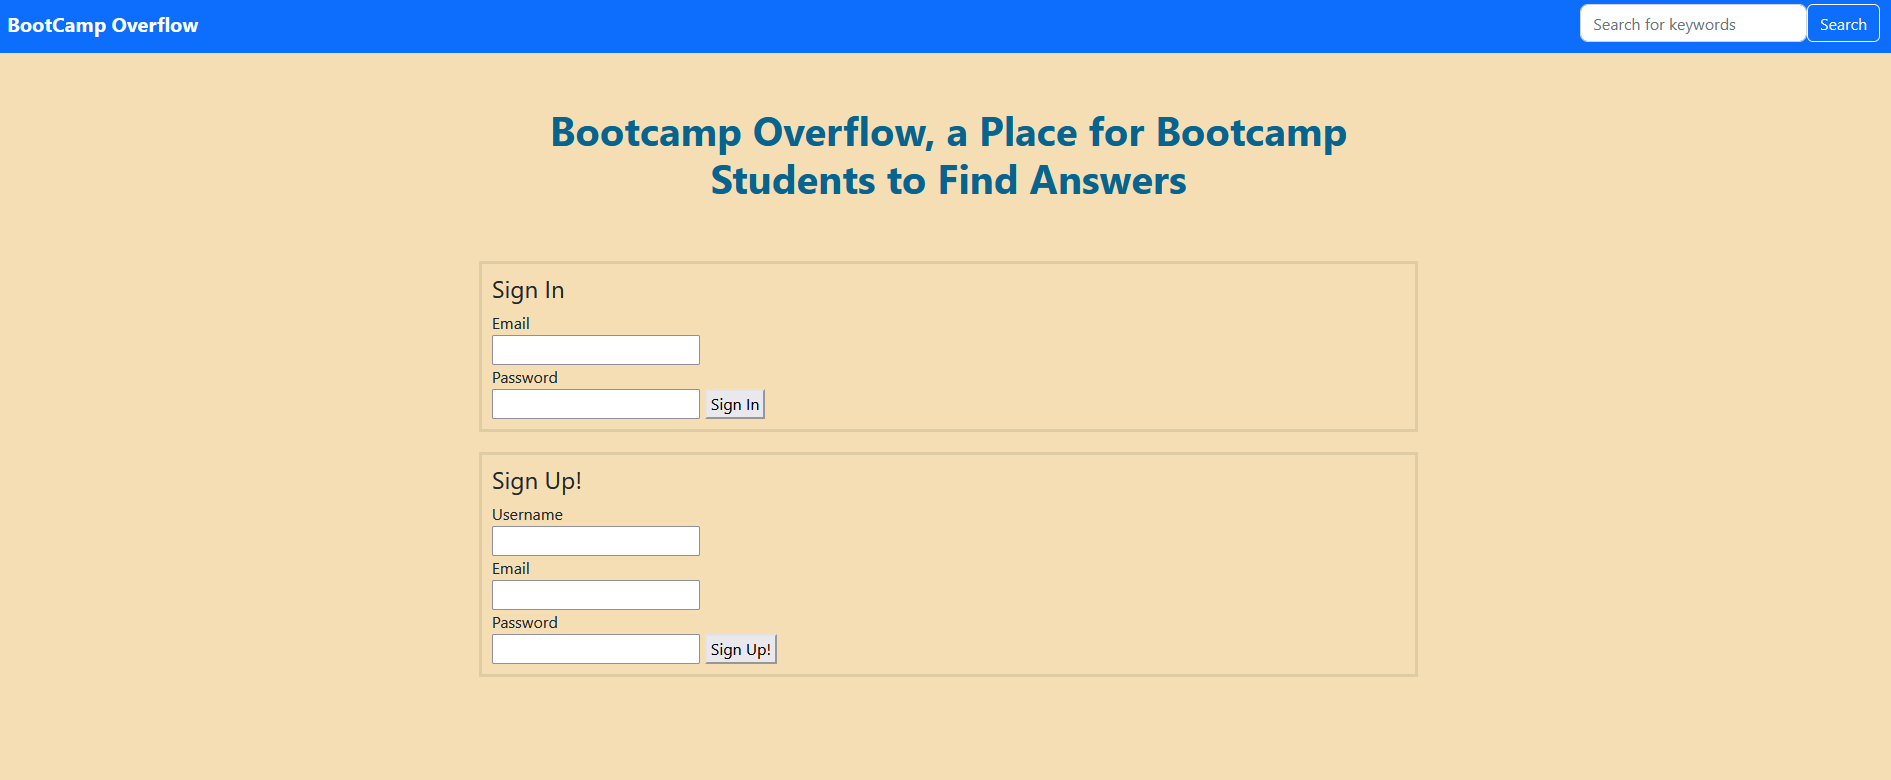 BootCamp Overflow
Search for keywords
Search
Bootcamp Overflow, a Place for Bootcamp
Students to Find Answers
Sign In
Email
Password
Sign In
Sign Up!
Username
Email
Password
Sign Up!